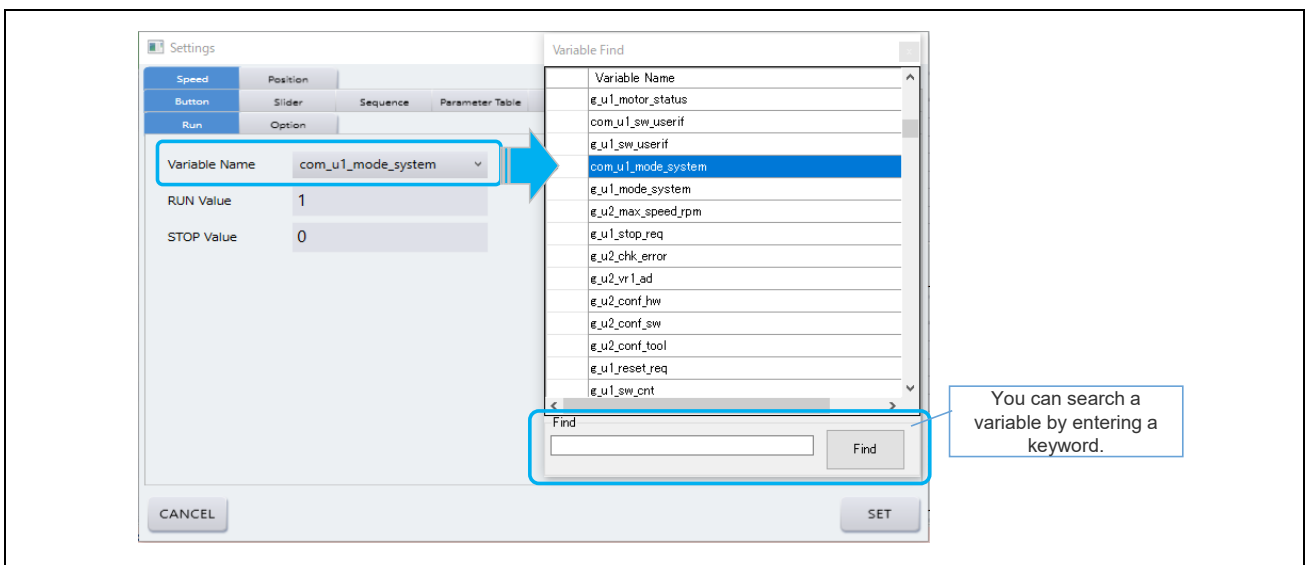 Settings
Speed Position
Button Slider Sequence Parameter Table
Run Option
Variable Name com_u1_mode_system
RUN Value 1
STOP Value 0
CANCEL
SET
Variable Find
Variable Name
g_u1_motor_status
com_u1_sw_userif
g_u1_sw_userif
com_u1_mode_system
g_u1_mode_system
g_u2_max_speed_rpm
g_u1_stop_req
g_u2_chk_error
g_u2_vr1_ad
g_u2_conf_hw
g_u2_conf_sw
g_u2_conf_tool
g_u1_reset_req
g_u1_sw_cnt
Find
Find
You can search a
variable by entering a
keyword.